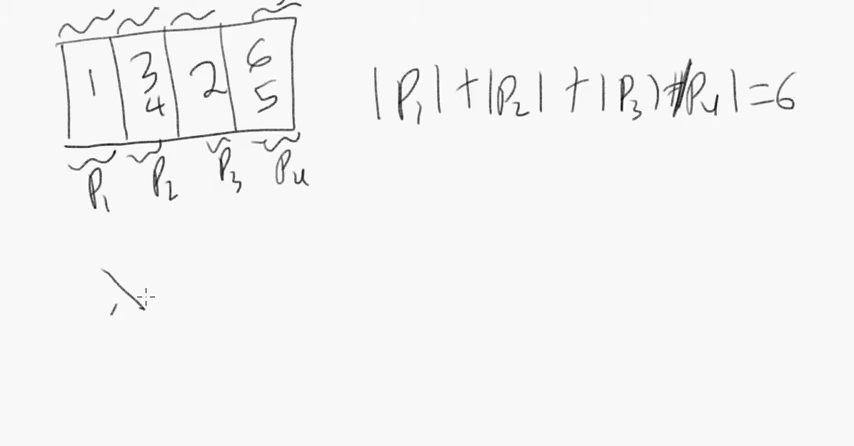 1 3 2 6
4 5
|P₁| + |P₂| + |P₃| + |P₄| = 6
P₁ P₂ P₃ P₄